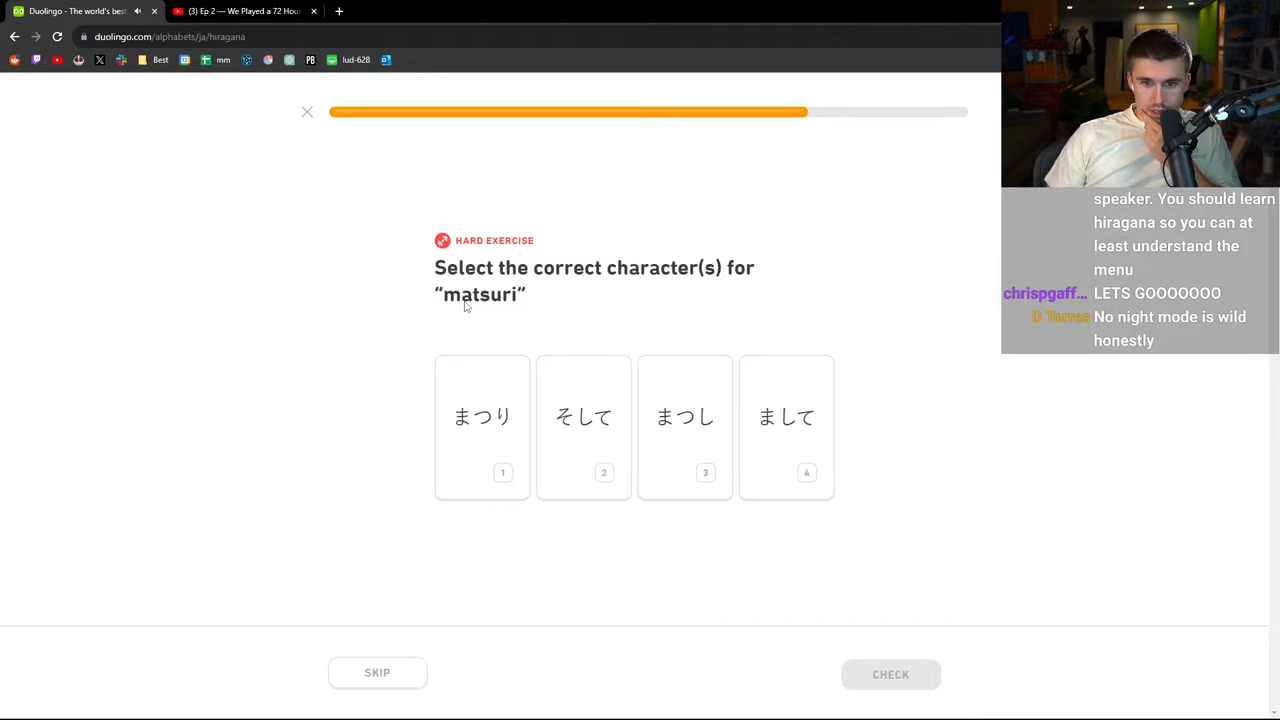 Duolingo - The world's best
(3) Ep 2 — We Played a 72 Hour
duolingo.com/alphabets/ja/hiragana
Best
mm
PB
lud-628
HARD EXERCISE
Select the correct character(s) for
“matsuri”
まつり
そして
まつし
まして
1
2
3
4
SKIP
CHECK
speaker. You should learn
hiragana so you can at
least understand the
menu
chrispgaff... LETS GOOOOOOO
D Torres No night mode is wild
honestly